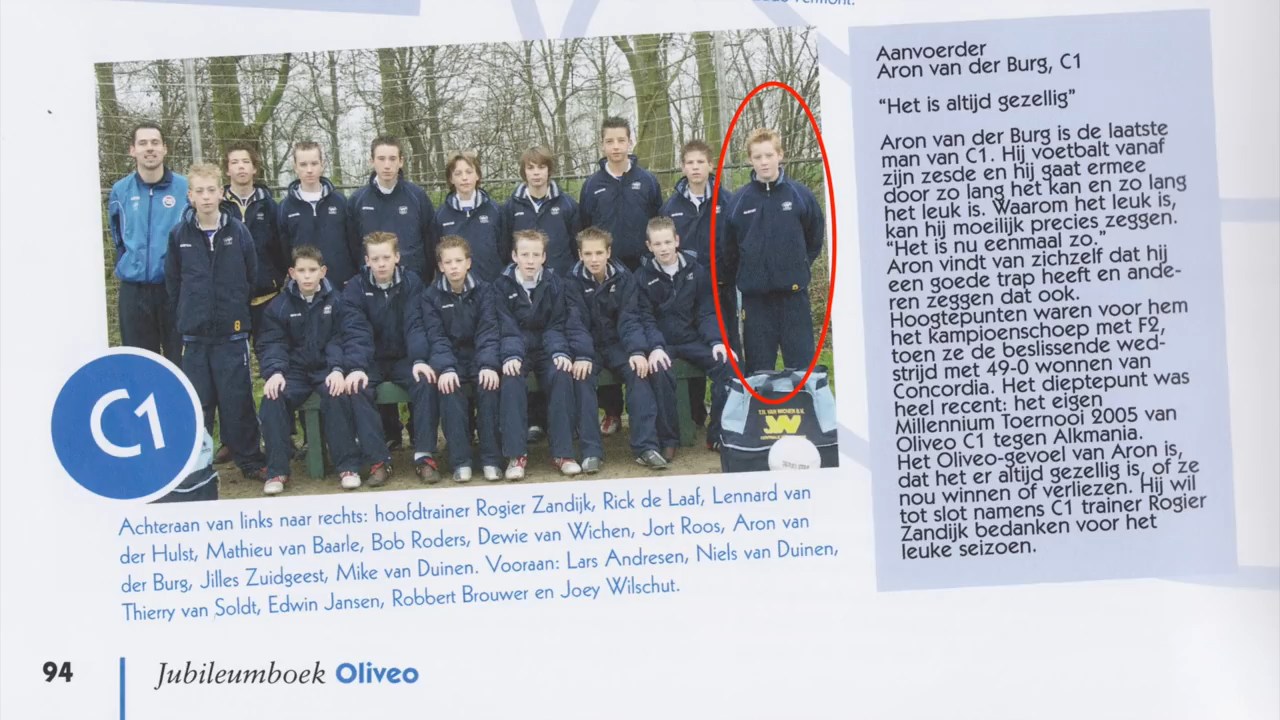 Aanvoerder
Aron van der Burg, C1
“Het is altijd gezellig”
Aron van der Burg is de laatste
man van C1. Hij voetbalt vanaf
zijn zesde en hij gaat ermee
door zo lang het kan en zo lang
het leuk is. Waarom het leuk is,
kan hij moeilijk precies zeggen.
“Het is nu eenmaal zo.”
Aron vindt van zichzelf dat hij
een goede trap heeft en ande-
ren zeggen dat ook.
Hoogtepunten waren voor hem
het kampioenschoep met F2,
toen ze de beslissende wed-
strijd met 49-0 wonnen van
Concordia. Het dieptepunt was
heel recent: het eigen
Millennium Toernooi 2005 van
Oliveo C1 tegen Alkmania.
Het Oliveo-gevoel van Aron is,
dat het er altijd gezellig is, of ze
nou winnen of verliezen. Hij wil
tot slot namens C1 trainer Rogier
Zandijk bedanken voor het
leuke seizoen.
C1
Achteraan van links naar rechts: hoofdtrainer Rogier Zandijk, Rick de Laaf, Lennard van
der Hulst, Mathieu van Baarle, Bob Roders, Dewie van Wichen, Jort Roos, Aron van
der Burg, Jilles Zuidgeest, Mike van Duinen. Vooraan: Lars Andresen, Niels van Duinen,
Thierry van Soldt, Edwin Jansen, Robbert Brouwer en Joey Wilschut.
94
Jubileumboek Oliveo